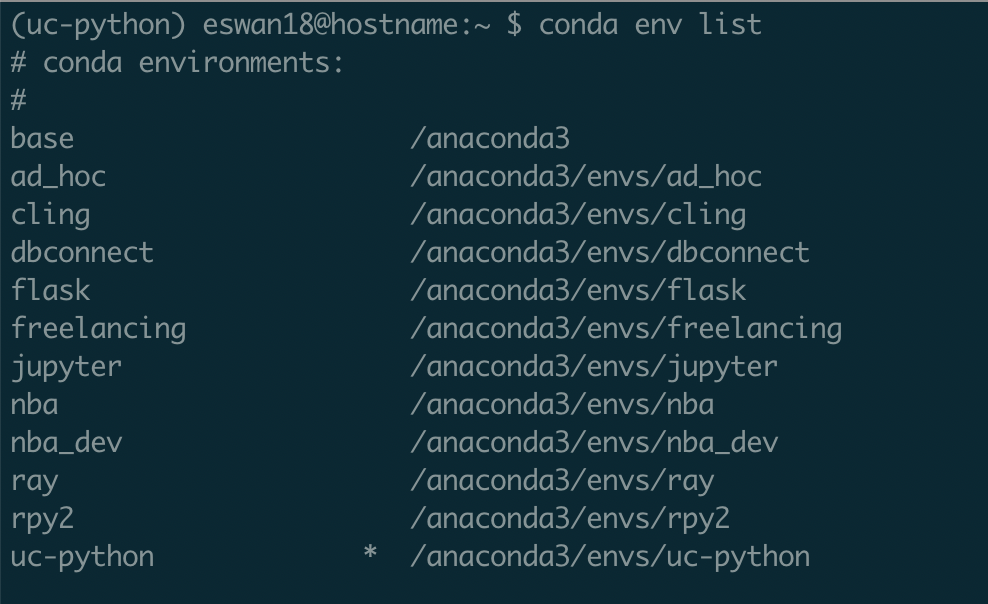 (uc-python) eswan18@hostname:~ $ conda env list
# conda environments:
#
base                     /anaconda3
ad_hoc                   /anaconda3/envs/ad_hoc
cling                    /anaconda3/envs/cling
dbconnect                /anaconda3/envs/dbconnect
flask                    /anaconda3/envs/flask
freelancing              /anaconda3/envs/freelancing
jupyter                  /anaconda3/envs/jupyter
nba                      /anaconda3/envs/nba
nba_dev                  /anaconda3/envs/nba_dev
ray                      /anaconda3/envs/ray
rpy2                     /anaconda3/envs/rpy2
uc-python             *  /anaconda3/envs/uc-python